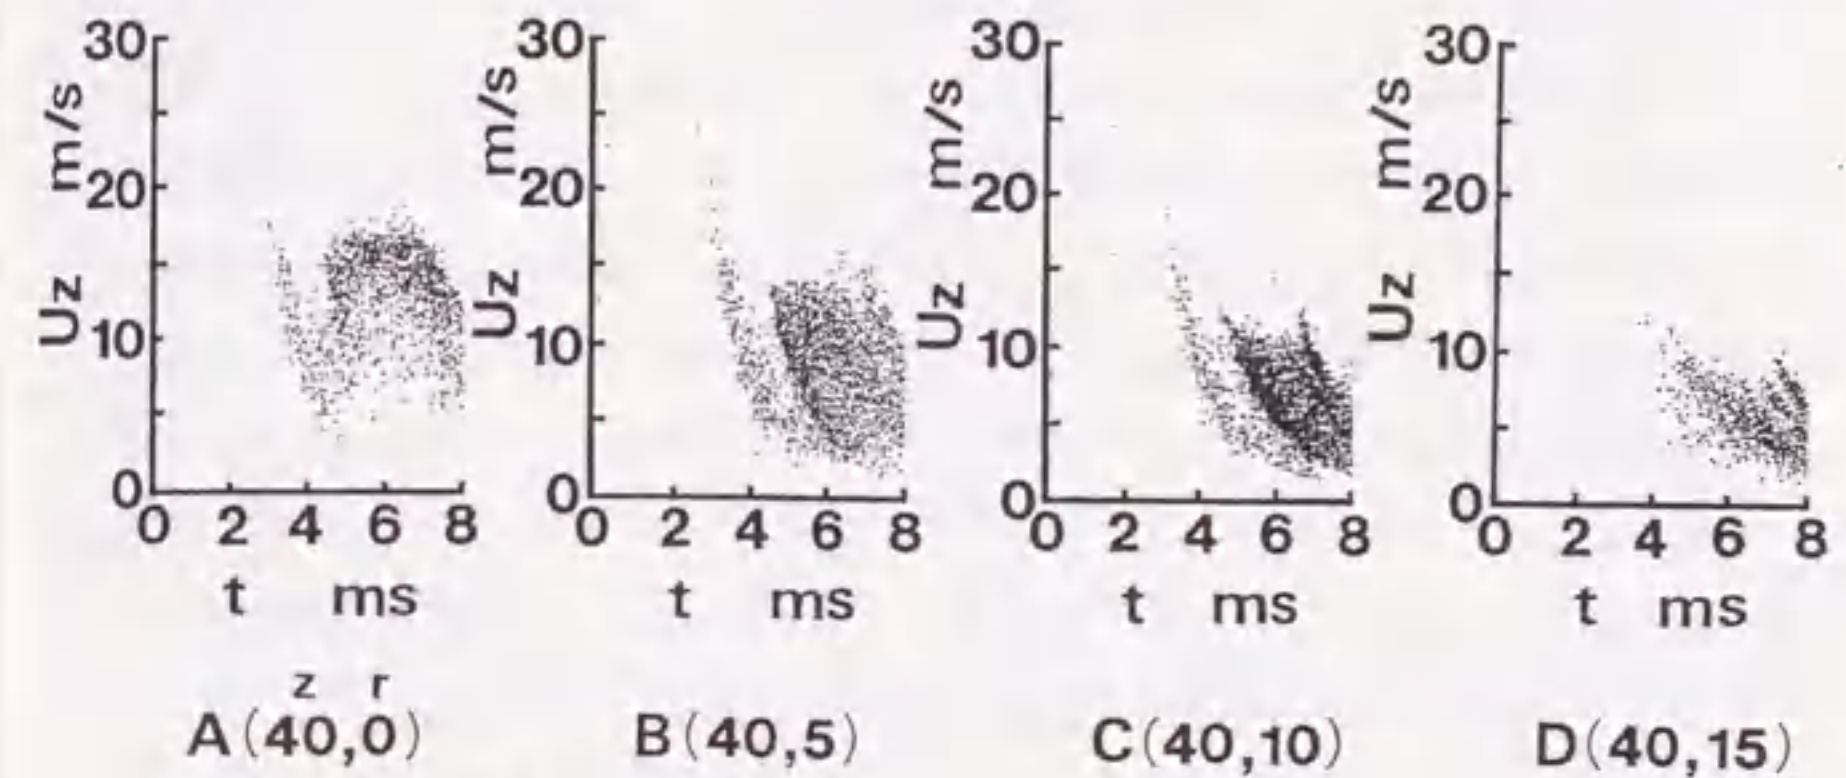 30 30 30 30
m/s m/s m/s m/s
20 20 20 20
Uz Uz Uz Uz
10 10 10 10
0 0 0 0
0 2 4 6 8 0 2 4 6 8 0 2 4 6 8 0 2 4 6 8
t ms t ms t ms t ms
z r
A(40,0) B(40,5) C(40,10) D(40,15)